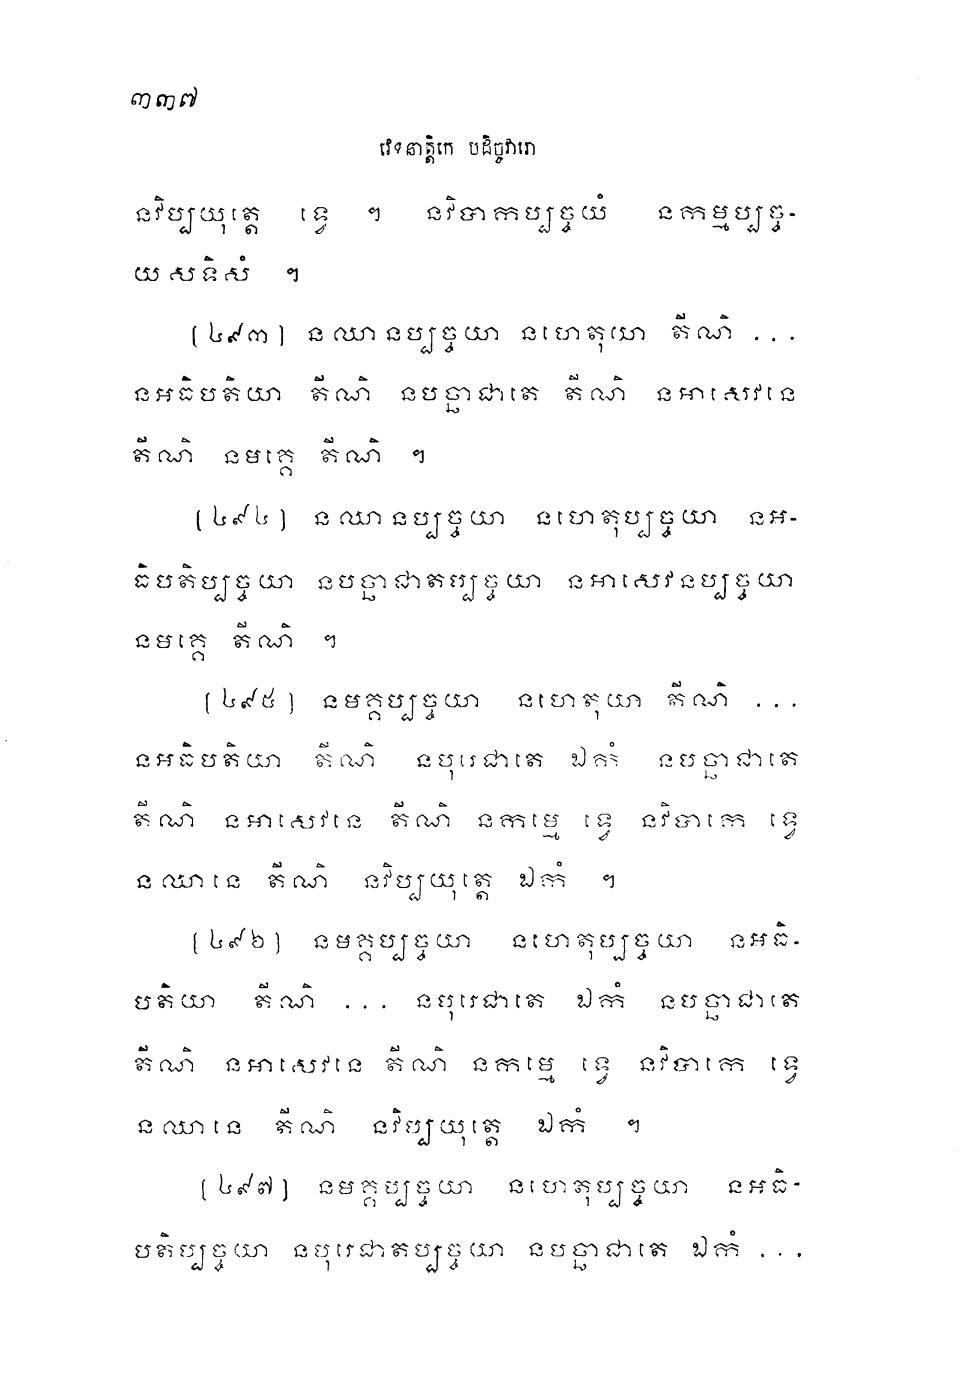 ៣៣៧
វេទនាត្តិកេ បដិច្ចវារោ
នវិប្បយុត្តេ ទ្វេ ។ នវិបាកប្បច្ចយំ នកម្មប្បច្ច-
យសទិសំ ។
(៤៩៣) នឈានប្បច្ចយា នហេតុយោ តីណិ ...
នអធិបតិយា តីណិ នបច្ឆាជាតេ តីណិ នអាសេវនេ
តីណិ នមគ្គេ តីណិ ។
(៤៩៤) នឈានប្បច្ចយា នហេតុប្បច្ចយា នអ-
ធិបតិប្បច្ចយា នបច្ឆាជាតប្បច្ចយា នអាសេវនប្បច្ចយា
នមគ្គេ តីណិ ។
(៤៩៥) នមគ្គប្បច្ចយា នហេតុយា តីណិ ...
នអធិបតិយា តីណិ នបុរេជាតេ ឯកំ នបច្ឆាជាតេ
តីណិ នអាសេវនេ តីណិ នកម្មេ ទ្វេ នវិបាកេ ទ្វេ
នឈានេ តីណិ នវិប្បយុត្តេ ឯកំ ។
(៤៩៦) នមគ្គប្បច្ចយា នហេតុប្បច្ចយា នអធិ-
បតិយា តីណិ ... នបុរេជាតេ ឯកំ នបច្ឆាជាតេ
តីណិ នអាសេវនេ តីណិ នកម្មេ ទ្វេ នវិបាកេ ទ្វេ
នឈានេ តីណិ នវិប្បយុត្តេ ឯកំ ។
(៤៩៧) នមគ្គប្បច្ចយា នហេតុប្បច្ចយា នអធិ-
បតិប្បច្ចយា នបុរេជាតប្បច្ចយា នបច្ឆាជាតេ ឯកំ ...